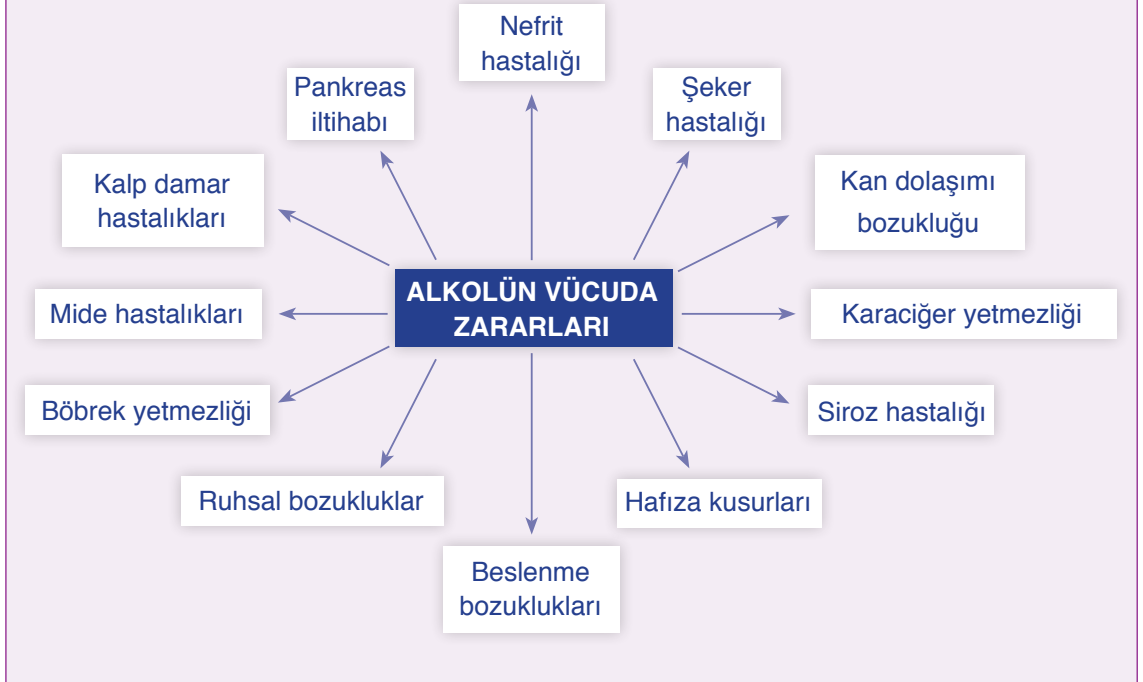 Nefrit
hastalığı
Pankreas
iltihabı
Şeker
hastalığı
Kalp damar
hastalıkları
Kan dolaşımı
bozukluğu
ALKOLÜN VÜCUDA
ZARARLARI
Mide hastalıkları
Karaciğer yetmezliği
Böbrek yetmezliği
Siroz hastalığı
Ruhsal bozukluklar
Hafıza kusurları
Beslenme
bozuklukları